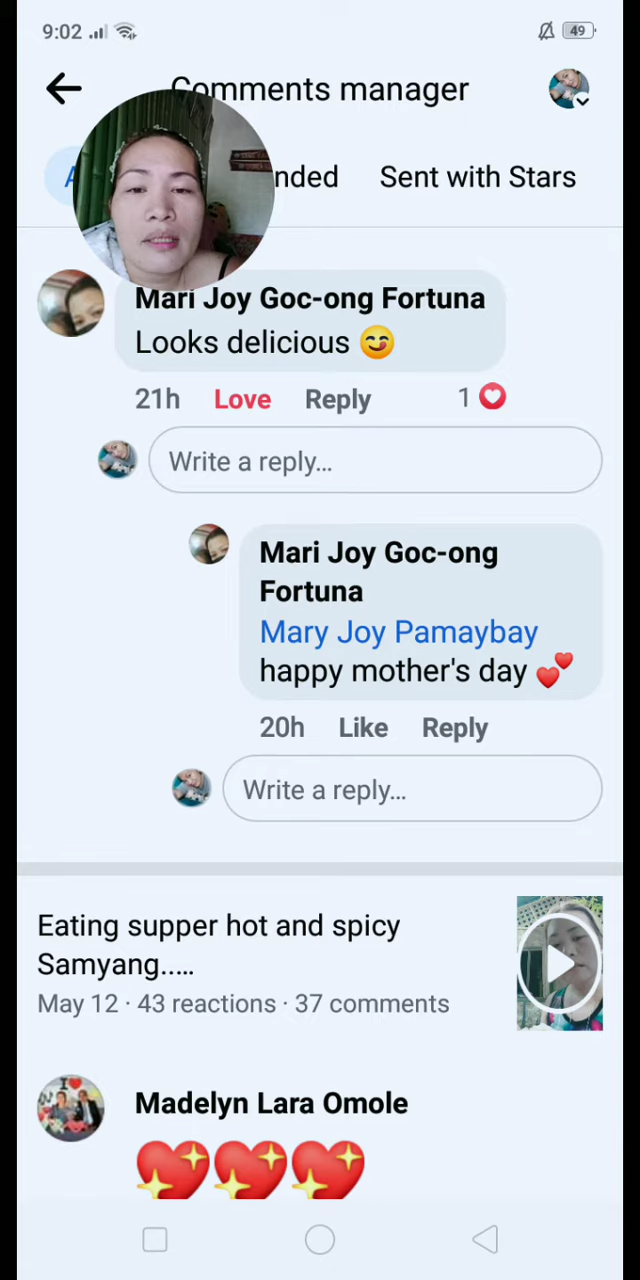 9:02
49
Comments manager
nded Sent with Stars
Mari Joy Goc-ong Fortuna
Looks delicious 😋
21h Love Reply 1
Write a reply...
Mari Joy Goc-ong
Fortuna
Mary Joy Pamaybay
happy mother's day 💕
20h Like Reply
Write a reply...
Eating supper hot and spicy
Samyang.....
May 12 · 43 reactions · 37 comments
Madelyn Lara Omole
💖💖💖